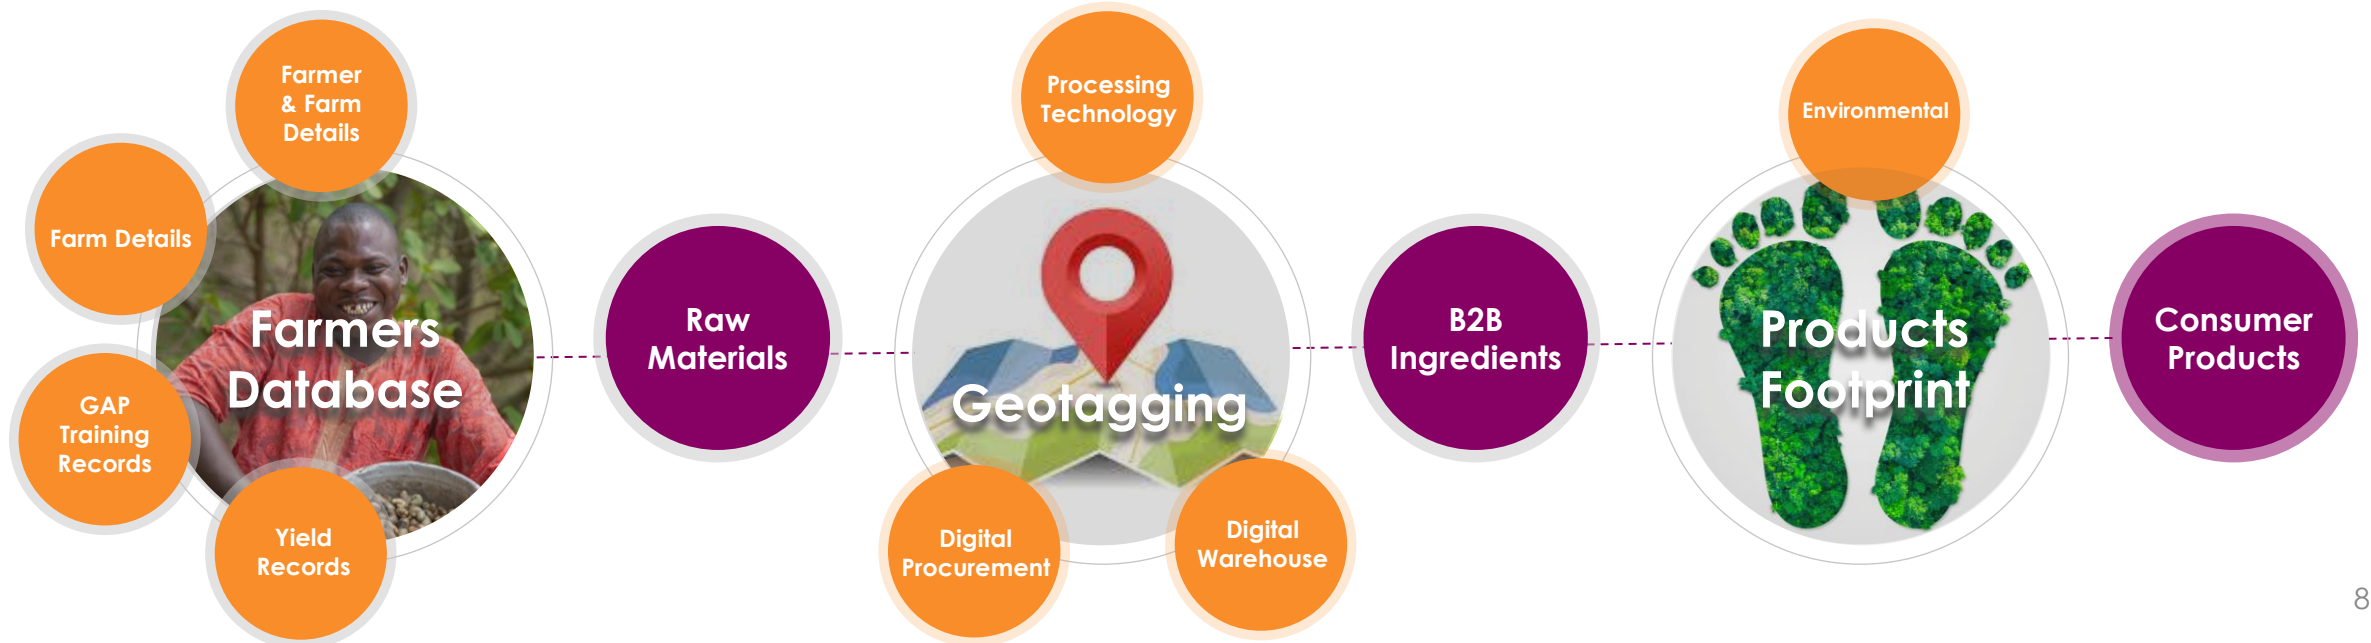 Farmer
& Farm
Details
Farm Details
GAP
Training
Records
Yield
Records
Farmers
Database
Raw
Materials
Processing
Technology
Geotagging
Digital
Procurement
Digital
Warehouse
B2B
Ingredients
Environmental
Products
Footprint
Consumer
Products
8